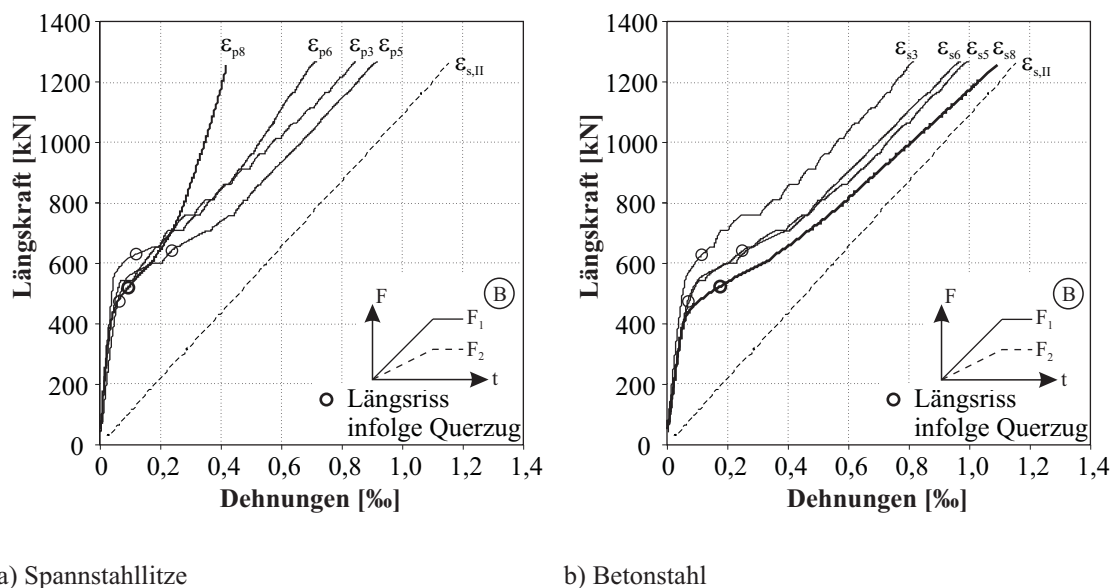 1400
1200
1000
800
600
400
200
0
Längskraft [kN]
εp8
εp6
εp3
εp5
εs,II
B
F
F1
F2
t
Längsriss
infolge Querzug
0 0,2 0,4 0,6 0,8 1,0 1,2 1,4
Dehnungen [‰]
a) Spannstahllitze
1400
1200
1000
800
600
400
200
0
Längskraft [kN]
εs3
εs6
εs5
εs8
εs,II
B
F
F1
F2
t
Längsriss
infolge Querzug
0 0,2 0,4 0,6 0,8 1,0 1,2 1,4
Dehnungen [‰]
b) Betonstahl